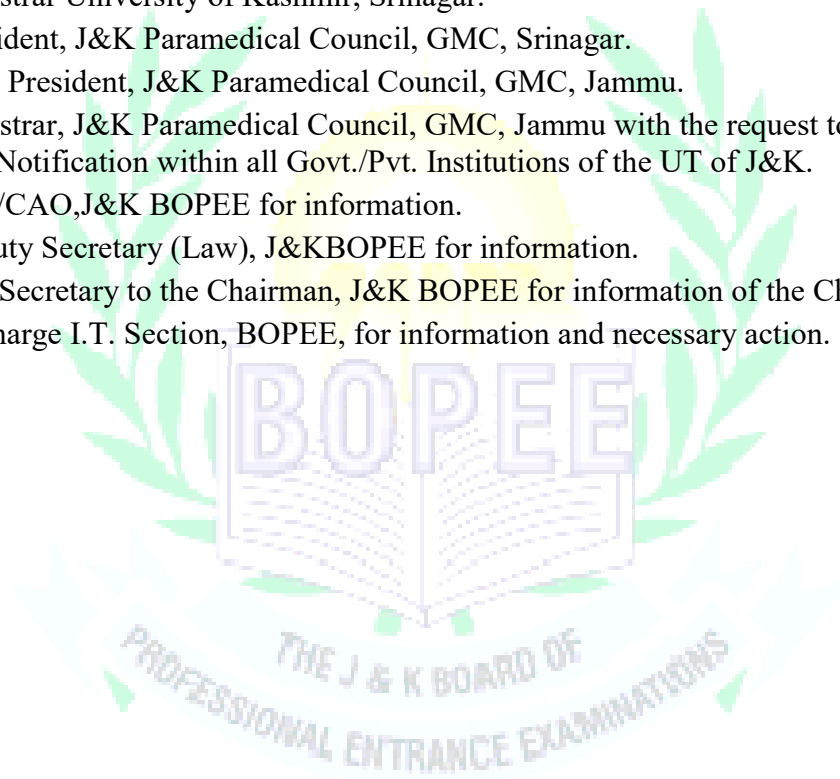 strar University of Kashmir, Srinagar.
ident, J&K Paramedical Council, GMC, Srinagar.
President, J&K Paramedical Council, GMC, Jammu.
strar, J&K Paramedical Council, GMC, Jammu with the request to
Notification within all Govt./Pvt. Institutions of the UT of J&K.
/CAO,J&K BOPEE for information.
uty Secretary (Law), J&KBOPEE for information.
Secretary to the Chairman, J&K BOPEE for information of the Ch
harge I.T. Section, BOPEE, for information and necessary action.
BOPEE
THE J & K BOARD OF
PROFESSIONAL ENTRANCE EXAMINATIONS